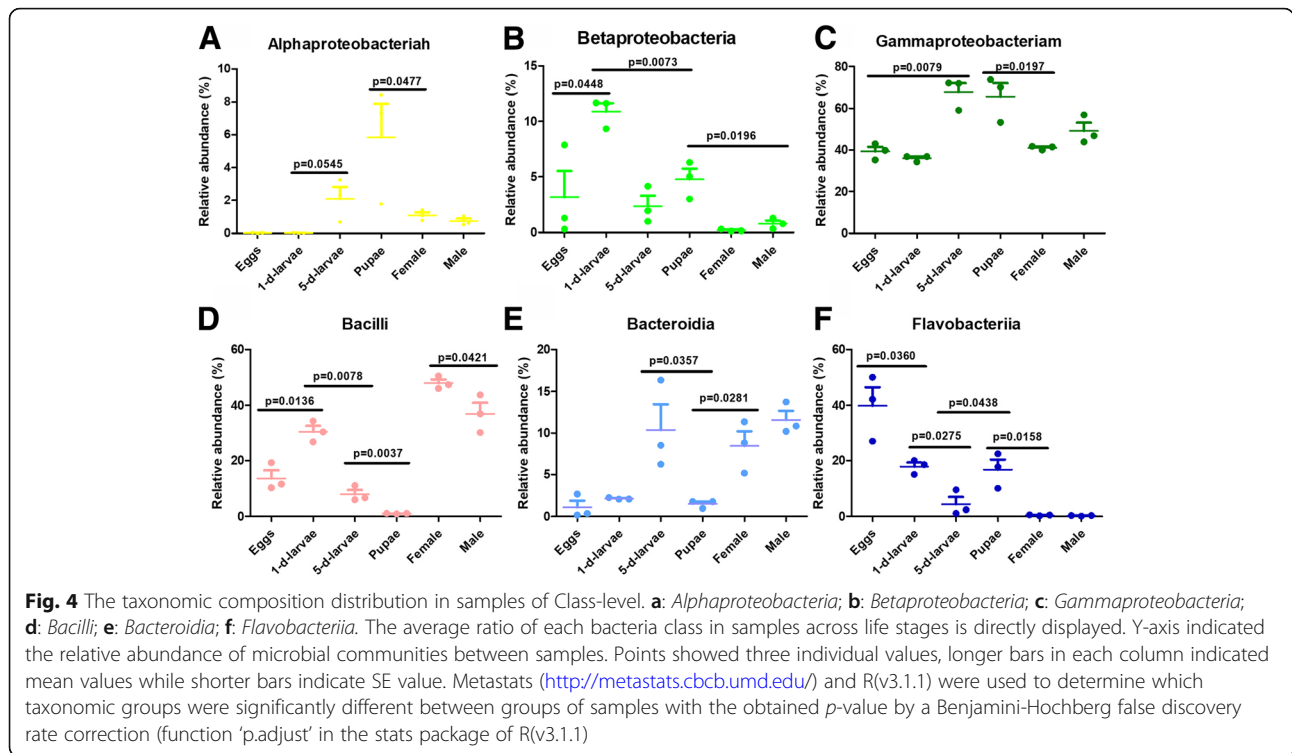 A
Alphaproteobacteriah
Relative abundance (%)
10
8
6
4
2
0
p=0.0545
p=0.0477
Eggs
1-d-larvae
5-d-larvae
Pupae
Female
Male
B
Betaproteobacteria
Relative abundance (%)
15
10
5
0
p=0.0448
p=0.0073
p=0.0196
Eggs
1-d-larvae
5-d-larvae
Pupae
Female
Male
C
Gammaproteobacteriam
Relative abundance (%)
80
60
40
20
0
p=0.0079
p=0.0197
Eggs
1-d-larvae
5-d-larvae
Pupae
Female
Male
D
Bacilli
Relative abundance (%)
60
40
20
0
p=0.0136
p=0.0078
p=0.0037
p=0.0421
Eggs
1-d-larvae
5-d-larvae
Pupae
Female
Male
E
Bacteroidia
Relative abundance (%)
20
15
10
5
0
p=0.0357
p=0.0281
Eggs
1-d-larvae
5-d-larvae
Pupae
Female
Male
F
Flavobacteriia
Relative abundance (%)
60
40
20
0
p=0.0360
p=0.0275
p=0.0438
p=0.0158
Eggs
1-d-larvae
5-d-larvae
Pupae
Female
Male
Fig. 4 The taxonomic composition distribution in samples of Class-level. a: Alphaproteobacteria; b: Betaproteobacteria; c: Gammaproteobacteria;
d: Bacilli; e: Bacteroidia; f: Flavobacteriia. The average ratio of each bacteria class in samples across life stages is directly displayed. Y-axis indicated
the relative abundance of microbial communities between samples. Points showed three individual values, longer bars in each column indicated
mean values while shorter bars indicate SE value. Metastats (http://metastats.cbcb.umd.edu/) and R(v3.1.1) were used to determine which
taxonomic groups were significantly different between groups of samples with the obtained p-value by a Benjamini-Hochberg false discovery
rate correction (function 'p.adjust' in the stats package of R(v3.1.1)